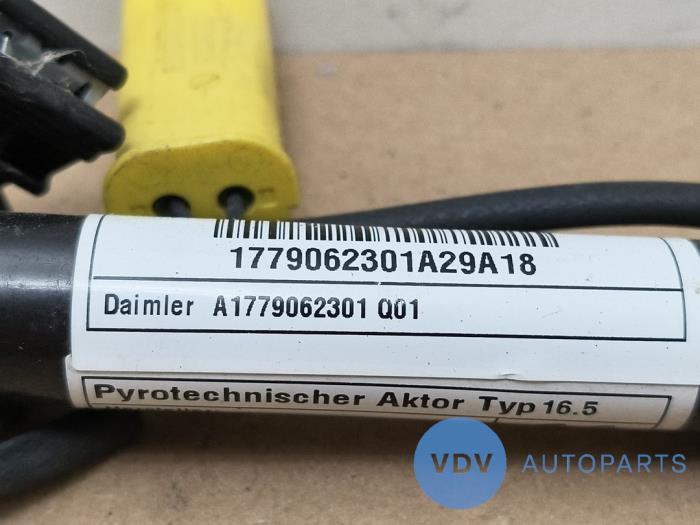 1779062301A29A18
Daimler A1779062301 Q01
Pyrotechnischer Aktor Typ 16.5
VDV AUTOPARTS